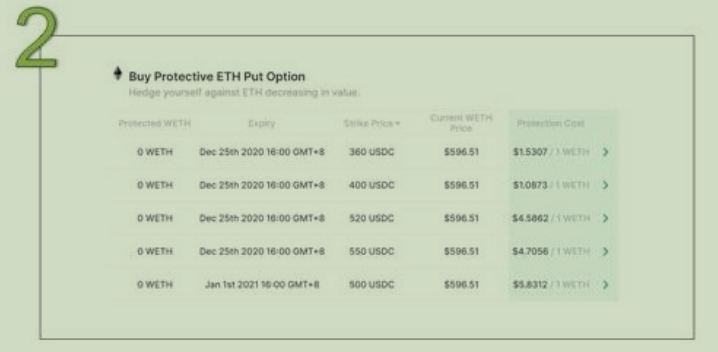 2
Buy Protective ETH Put Option
Hedge yourself against ETH decreasing in value.
Protected WETH Expiry Strike Price Current WETH Price Protection Cost
0 WETH Dec 25th 2020 16:00 GMT+8 360 USDC $596.51 $1.5307 / 1 WETH >
0 WETH Dec 25th 2020 16:00 GMT+8 400 USDC $596.51 $1.0873 / 1 WETH >
0 WETH Dec 25th 2020 16:00 GMT+8 520 USDC $596.51 $4.5862 / 1 WETH >
0 WETH Dec 25th 2020 16:00 GMT+8 550 USDC $596.51 $4.7056 / 1 WETH >
0 WETH Jan 1st 2021 16:00 GMT+8 500 USDC $596.51 $5.8312 / 1 WETH >